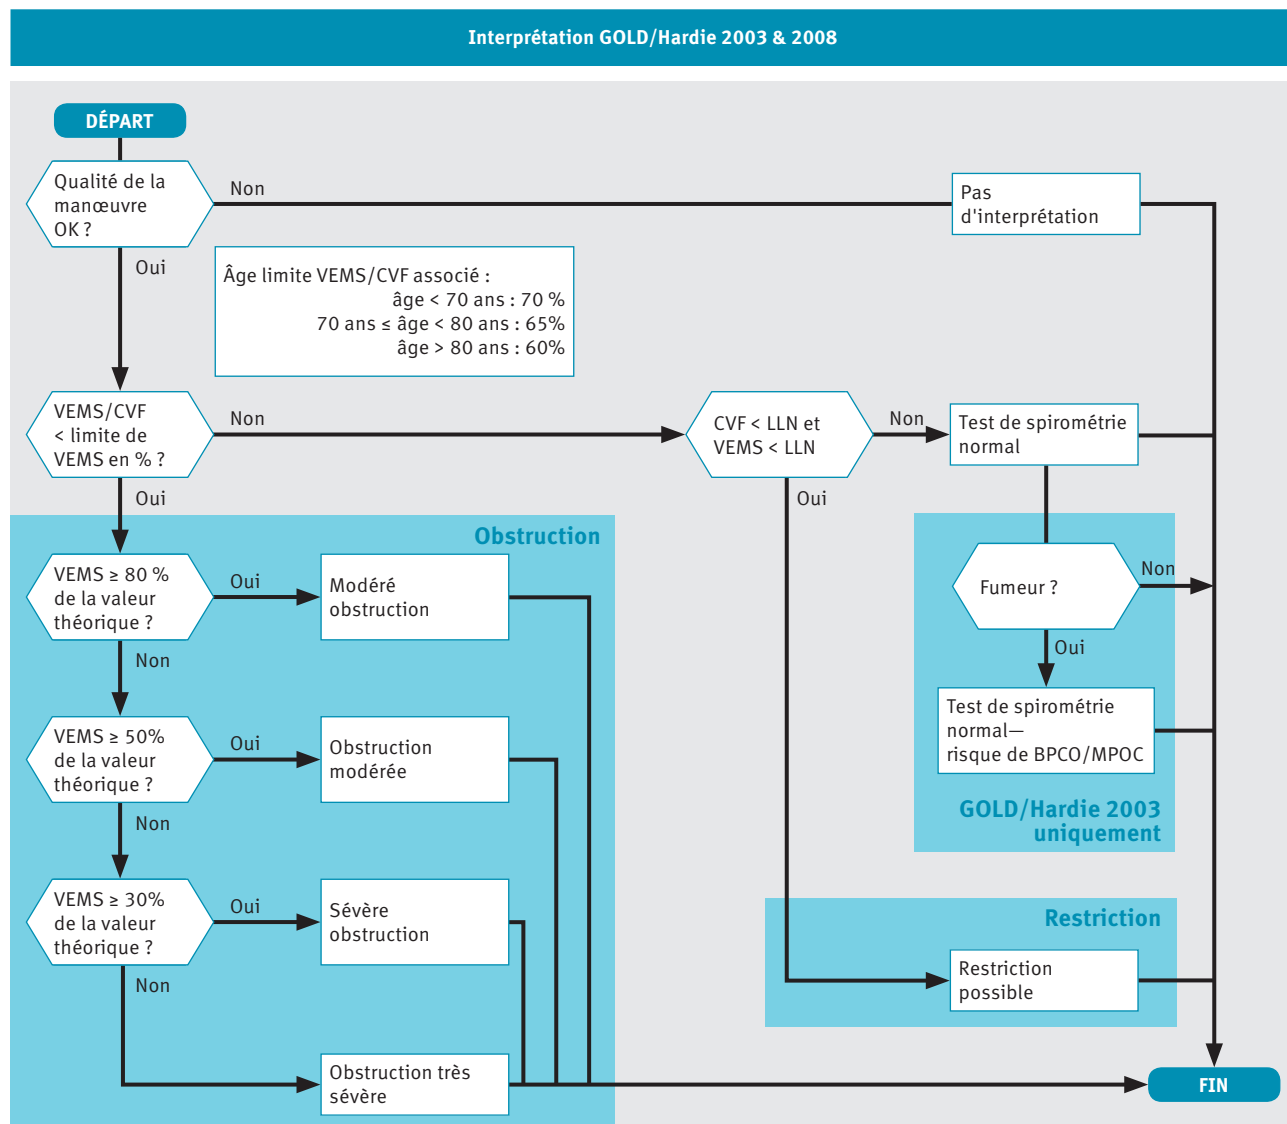 Interprétation GOLD/Hardie 2003 & 2008
DÉPART
Qualité de la
manœuvre
OK ?
Non
Pas
d'interprétation
Oui
Âge limite VEMS/CVF associé :
âge < 70 ans : 70 %
70 ans ≤ âge < 80 ans : 65%
âge > 80 ans : 60%
VEMS/CVF
< limite de
VEMS en % ?
Non
CVF < LLN et
VEMS < LLN
Non
Test de spirométrie
normal
Oui
Oui
Obstruction
VEMS ≥ 80 %
de la valeur
théorique ?
Oui
Modéré
obstruction
Fumeur ?
Non
Non
Oui
VEMS ≥ 50%
de la valeur
théorique ?
Oui
Obstruction
modérée
Test de spirométrie
normal—
risque de BPCO/MPOC
GOLD/Hardie 2003
uniquement
Non
VEMS ≥ 30%
de la valeur
théorique ?
Oui
Sévère
obstruction
Restriction
Restriction
possible
Non
Obstruction très
sévère
FIN